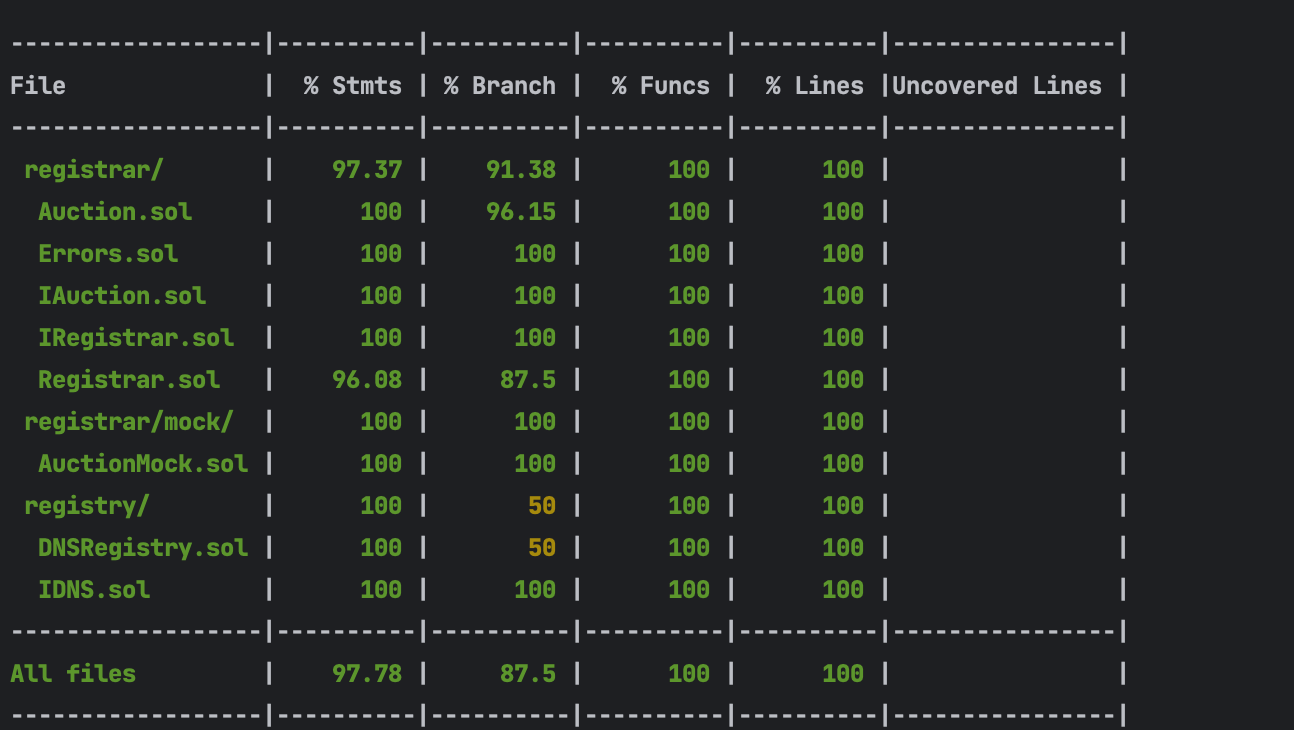 ------------------|----------|----------|----------|----------|----------------|
File              |  % Stmts | % Branch |  % Funcs |  % Lines |Uncovered Lines |
------------------|----------|----------|----------|----------|----------------|
 registrar/       |    97.37 |    91.38 |      100 |      100 |                |
  Auction.sol     |      100 |    96.15 |      100 |      100 |                |
  Errors.sol      |      100 |      100 |      100 |      100 |                |
  IAuction.sol    |      100 |      100 |      100 |      100 |                |
  IRegistrar.sol  |      100 |      100 |      100 |      100 |                |
  Registrar.sol   |    96.08 |     87.5 |      100 |      100 |                |
 registrar/mock/  |      100 |      100 |      100 |      100 |                |
  AuctionMock.sol |      100 |      100 |      100 |      100 |                |
 registry/        |      100 |       50 |      100 |      100 |                |
  DNSRegistry.sol |      100 |       50 |      100 |      100 |                |
  IDNS.sol        |      100 |      100 |      100 |      100 |                |
------------------|----------|----------|----------|----------|----------------|
All files         |    97.78 |     87.5 |      100 |      100 |                |
------------------|----------|----------|----------|----------|----------------|